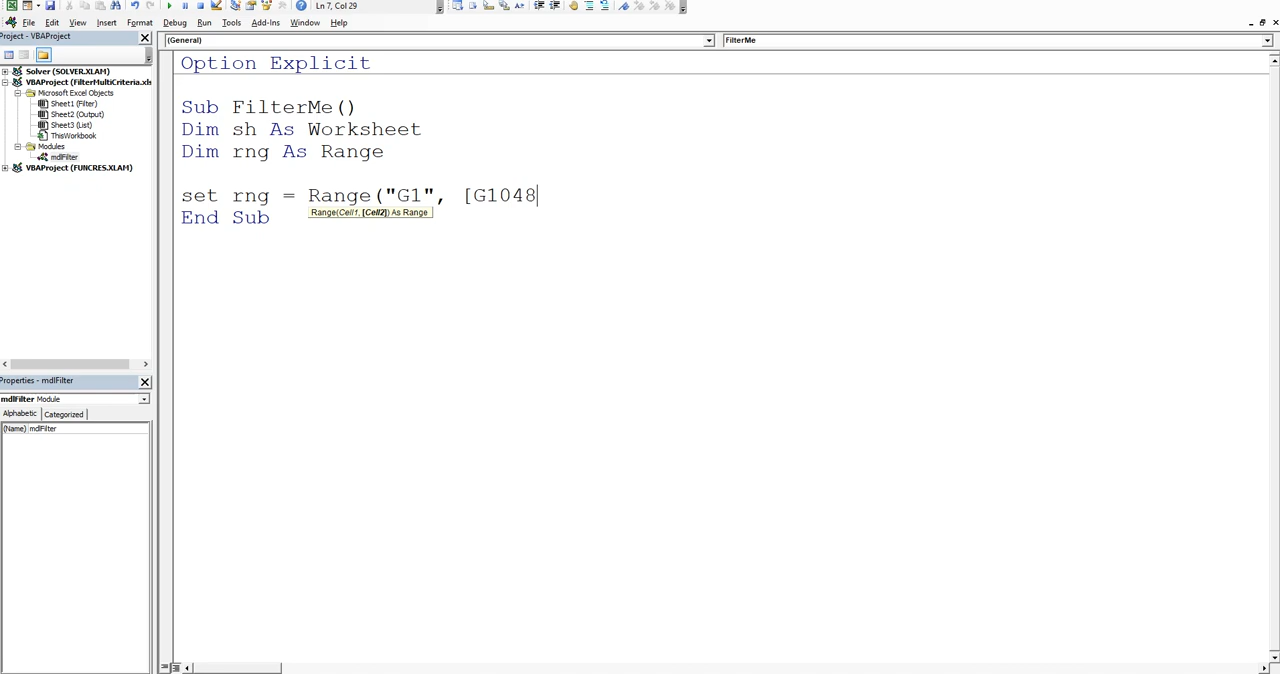 Ln 7, Col 29
File Edit View Insert Format Debug Run Tools Add-Ins Window Help
Project - VBAProject
Solver (SOLVER.XLAM)
VBAProject (FilterMultiCriteria.xls
Microsoft Excel Objects
Sheet1 (Filter)
Sheet2 (Output)
Sheet3 (List)
ThisWorkbook
Modules
mdlFilter
VBAProject (FUNCRES.XLAM)
Properties - mdlFilter
mdlFilter Module
Alphabetic Categorized
(Name) mdlFilter
(General) FilterMe
Option Explicit
Sub FilterMe()
Dim sh As Worksheet
Dim rng As Range
set rng = Range("G1", [G1048
Range(Cell1, [Cell2]) As Range
End Sub